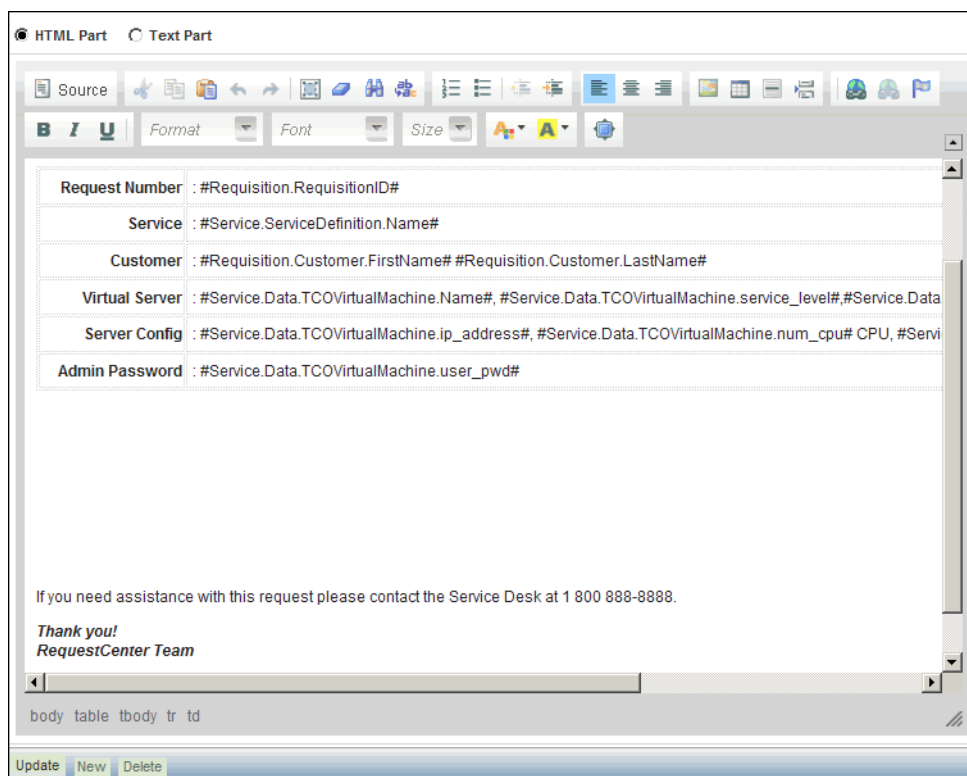 HTML Part Text Part
Source
B I U Format Font Size A A
Request Number : #Requisition.RequisitionID#
Service : #Service.ServiceDefinition.Name#
Customer : #Requisition.Customer.FirstName# #Requisition.Customer.LastName#
Virtual Server : #Service.Data.TCOVirtualMachine.Name#, #Service.Data.TCOVirtualMachine.service_level#,#Service.Data
Server Config : #Service.Data.TCOVirtualMachine.ip_address#, #Service.Data.TCOVirtualMachine.num_cpu# CPU, #Servi
Admin Password : #Service.Data.TCOVirtualMachine.user_pwd#
If you need assistance with this request please contact the Service Desk at 1 800 888-8888.
Thank you!
RequestCenter Team
body table tbody tr td
Update New Delete